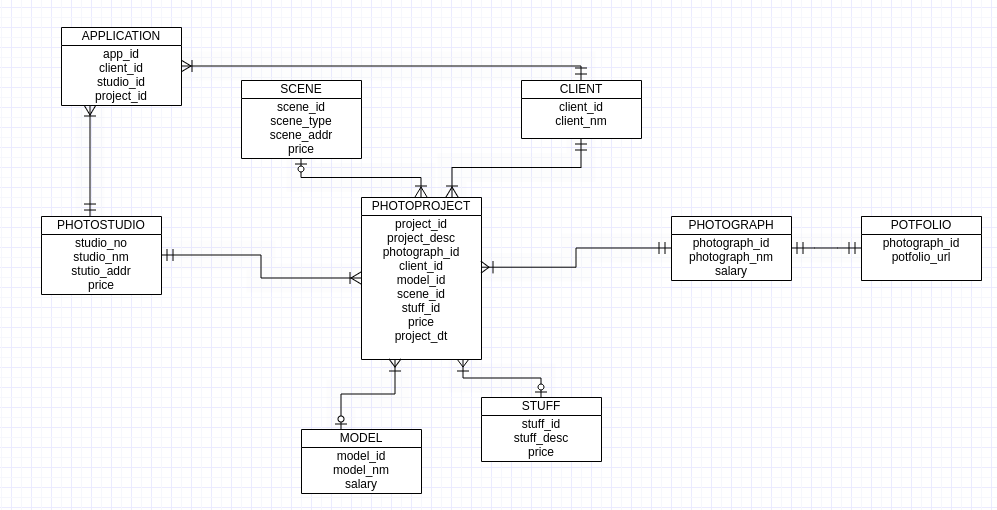 APPLICATION
app_id
client_id
studio_id
project_id
SCENE
scene_id
scene_type
scene_addr
price
CLIENT
client_id
client_nm
PHOTOSTUDIO
studio_no
studio_nm
stutio_addr
price
PHOTOPROJECT
project_id
project_desc
photograph_id
client_id
model_id
scene_id
stuff_id
price
project_dt
PHOTOGRAPH
photograph_id
photograph_nm
salary
POTFOLIO
photograph_id
potfolio_url
MODEL
model_id
model_nm
salary
STUFF
stuff_id
stuff_desc
price